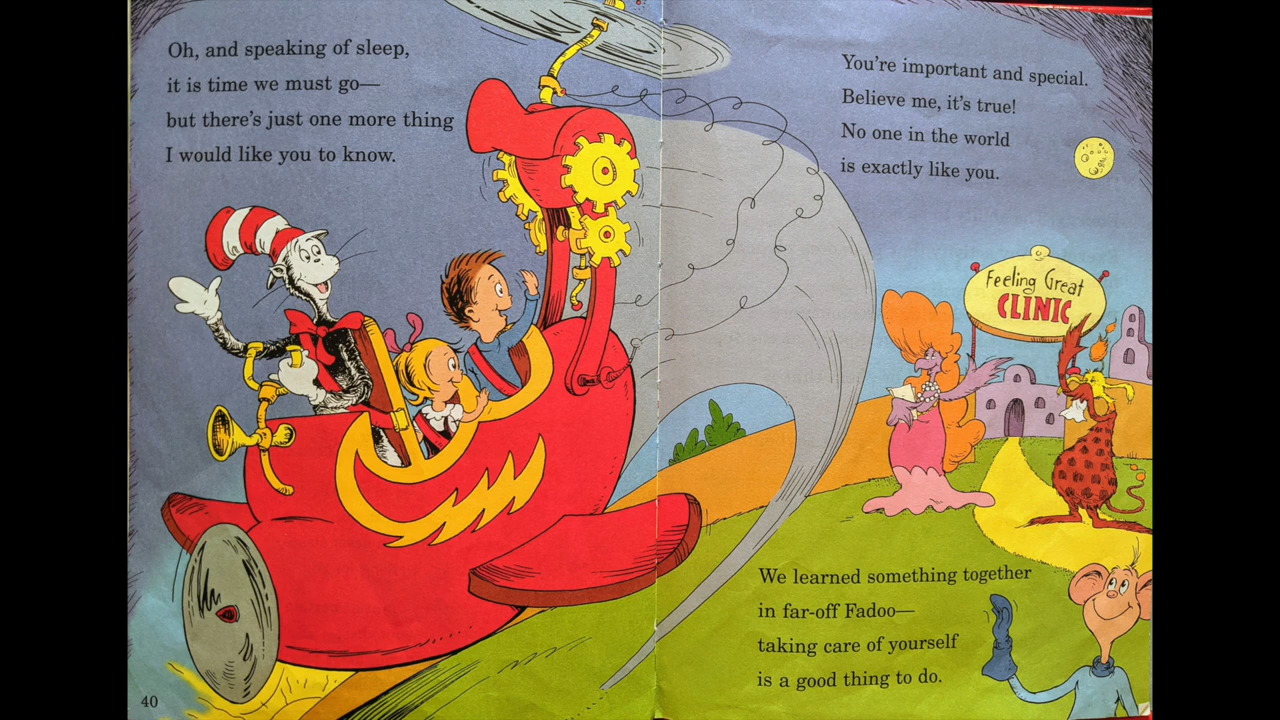 Oh, and speaking of sleep,
it is time we must go—
but there's just one more thing
I would like you to know.
40
You're important and special.
Believe me, it's true!
No one in the world
is exactly like you.
Feeling Great
CLINIC
We learned something together
in far-off Fadoo—
taking care of yourself
is a good thing to do.